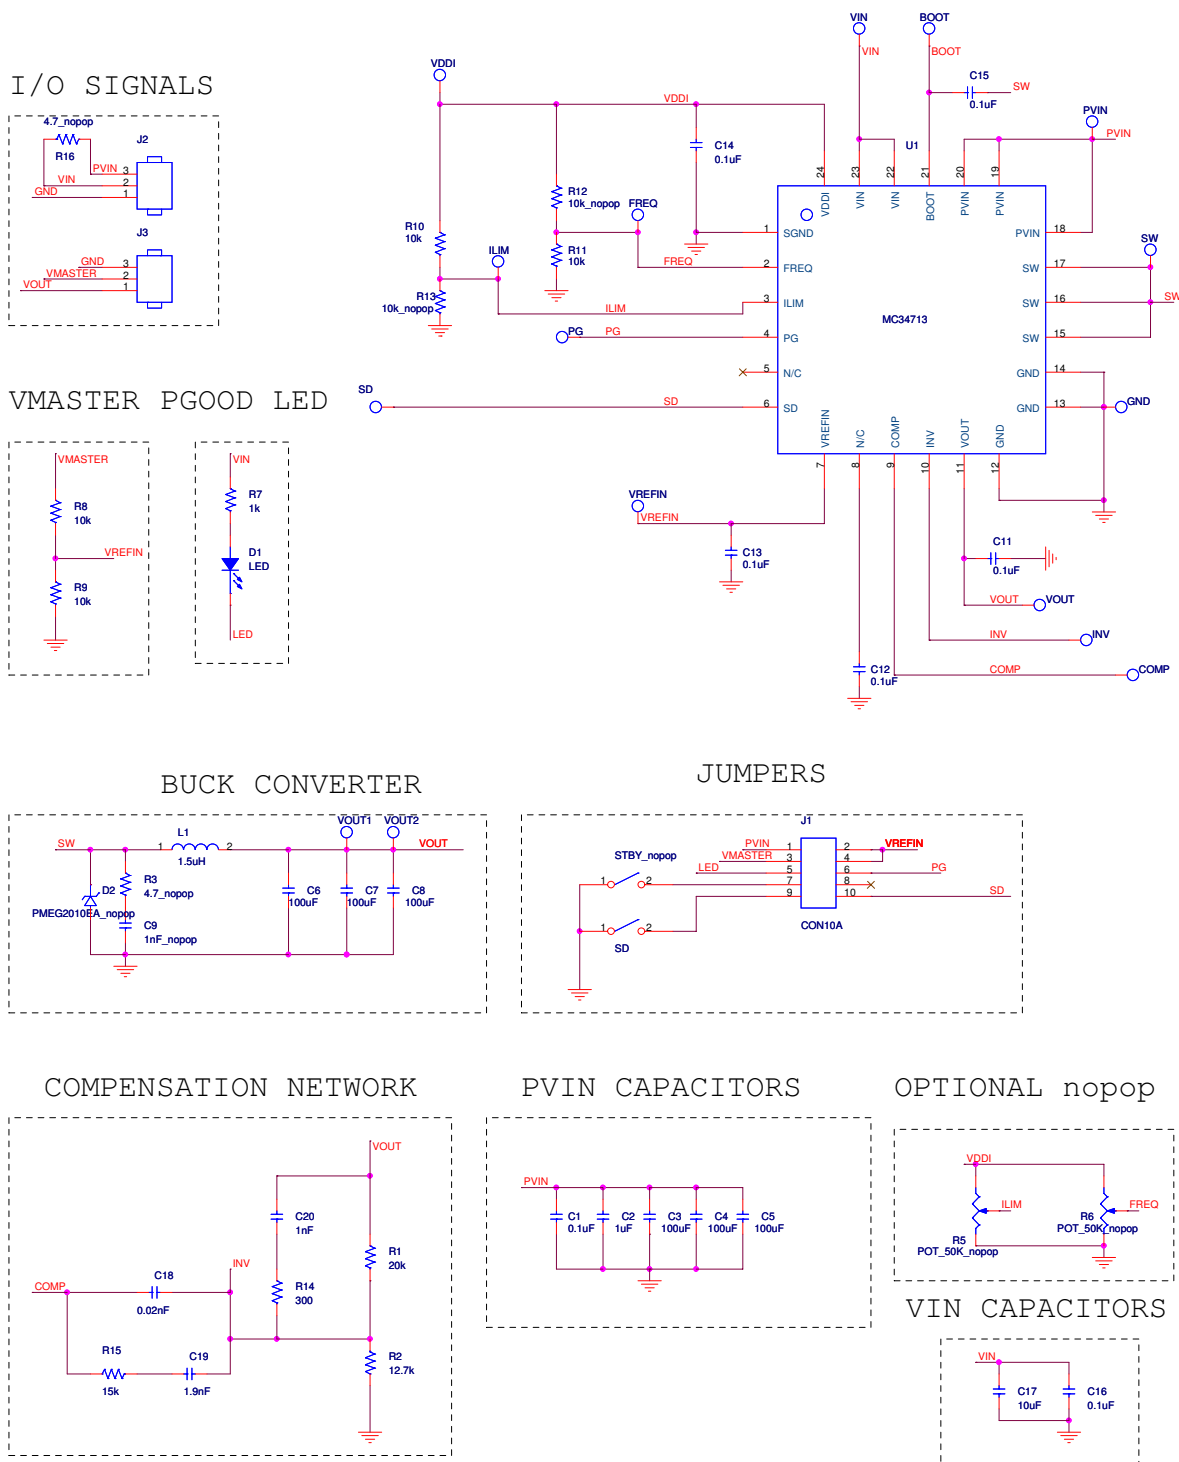 I/O SIGNALS
4.7_nopop
R16
J2
PVIN 3
VIN 2
GND 1
J3
GND 3
VMASTER 2
VOUT 1
VIN
VIN
BOOT
BOOT
VDDI
VDDI
C15
0.1uF
SW
PVIN
PVIN
C14
0.1uF
U1
24
23
22
21
20
19
VDDI
VIN
VIN
BOOT
PVIN
PVIN
R12
10k_nopop
FREQ
R10
10k
ILIM
R11
10k
FREQ
R13
10k_nopop
ILIM
PG
PG
SD
SD
1 SGND
2 FREQ
3 ILIM
4 PG
5 N/C
6 SD
MC34713
PVIN 18
SW 17
SW 16
SW 15
GND 14
GND 13
SW
SW
GND
VREFIN
N/C
COMP
INV
VOUT
GND
7
8
9
10
11
12
VREFIN
VREFIN
C13
0.1uF
C11
0.1uF
VOUT
VOUT
INV
INV
C12
0.1uF
COMP
COMP
VMASTER PGOOD LED
VMASTER
R8
10k
VREFIN
R9
10k
VIN
R7
1k
D1
LED
LED
BUCK CONVERTER
SW
1
L1
2
1.5uH
VOUT1
VOUT2
VOUT
R3
4.7_nopop
D2
PMEG2010EA_nopop
C9
1nF_nopop
C6
100uF
C7
100uF
C8
100uF
JUMPERS
J1
PVIN 1
VMASTER 3
LED 5
7
9
2 VREFIN
4
6 PG
8
10 SD
CON10A
STBY_nopop
1 2
1 2
SD
COMPENSATION NETWORK
VOUT
C20
1nF
R1
20k
INV
C18
0.02nF
COMP
R14
300
R15
15k
C19
1.9nF
R2
12.7k
PVIN CAPACITORS
PVIN
C1
0.1uF
C2
1uF
C3
100uF
C4
100uF
C5
100uF
OPTIONAL nopop
VDDI
ILIM
R5
POT_50K_nopop
R6
POT_50K_nopop
FREQ
VIN CAPACITORS
VIN
C17
10uF
C16
0.1uF